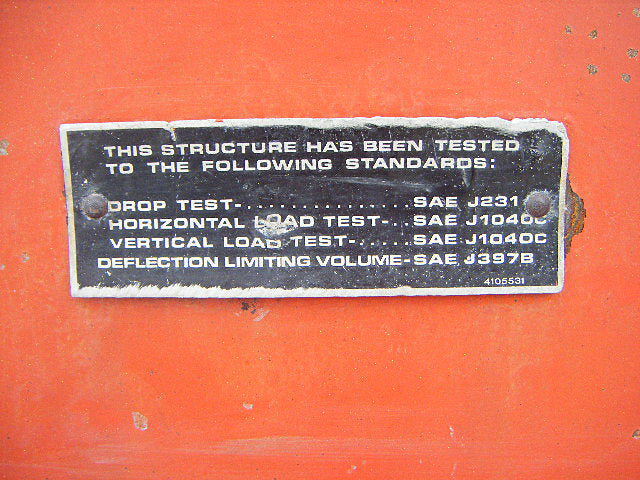 THIS STRUCTURE HAS BEEN TESTED
TO THE FOLLOWING STANDARDS:
DROP TEST-................SAE J231
HORIZONTAL LOAD TEST-...SAE J1040C
VERTICAL LOAD TEST-......SAE J1040C
DEFLECTION LIMITING VOLUME-SAE J397B
4105531